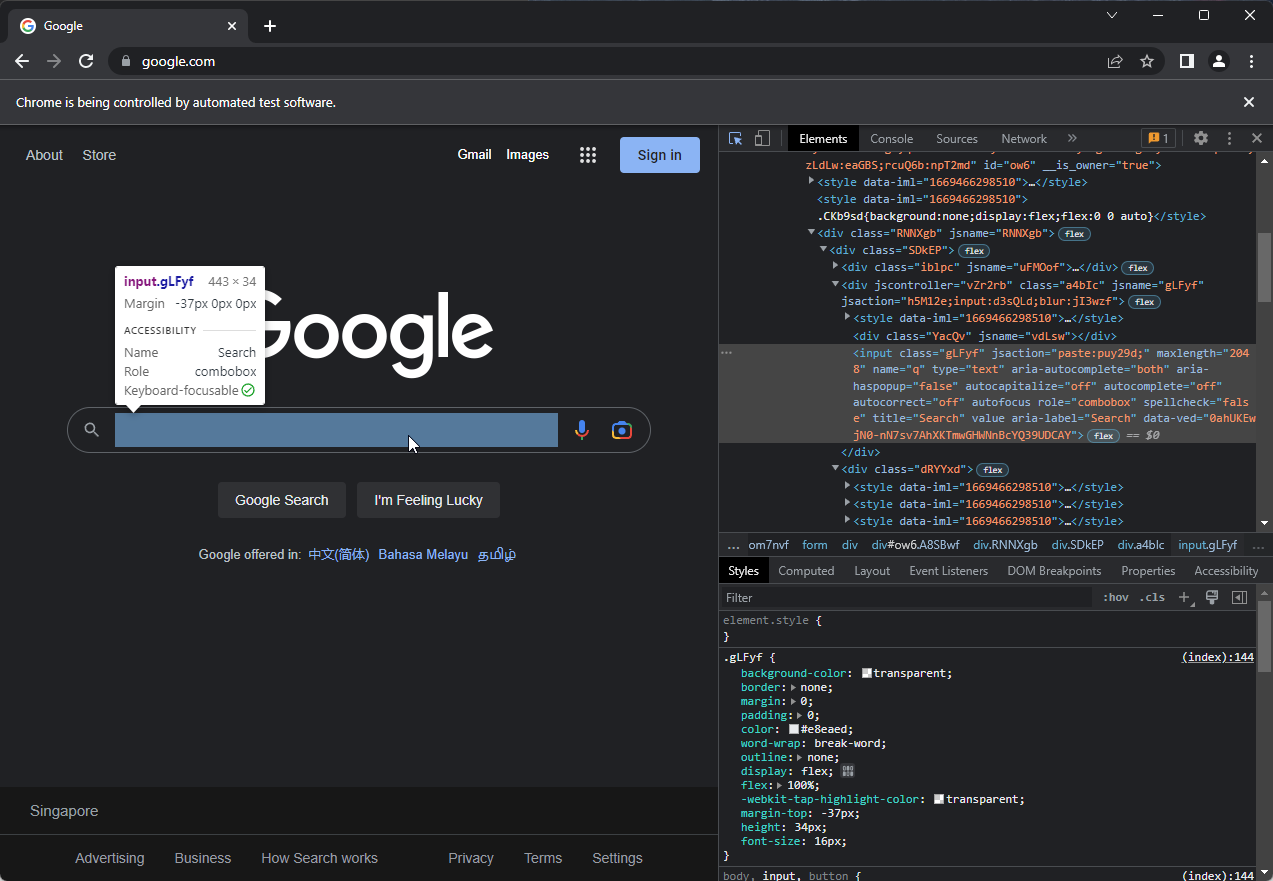 Google
google.com
Chrome is being controlled by automated test software.
About Store Gmail Images Sign in
input.gLFyf 443 × 34
Margin -37px 0px 0px
ACCESSIBILITY
Name Search
Role combobox
Keyboard-focusable
Google
Google Search I'm Feeling Lucky
Google offered in: 中文(简体) Bahasa Melayu தமிழ்
Singapore
Advertising Business How Search works Privacy Terms Settings
Elements Console Sources Network » 1
zLdLw:eaGBS;rcuQ6b:npT2md" id="ow6" __is_owner="true">
<style data-iml="1669466298510">…</style>
<style data-iml="1669466298510">
.CKb9sd{background:none;display:flex;flex:0 0 auto}</style>
<div class="RNNXgb" jsname="RNNXgb"> flex
<div class="SDkEP"> flex
<div class="iblpc" jsname="uFMOof">…</div> flex
<div jscontroller="vZr2rb" class="a4bIc" jsname="gLFyf"
jsaction="h5M12e;input:d3sQLd;blur:jI3wzf"> flex
<style data-iml="1669466298510">…</style>
<div class="YacQv" jsname="vdLsw"></div>
<input class="gLFyf" jsaction="paste:puy29d;" maxlength="204
8" name="q" type="text" aria-autocomplete="both" aria-
haspopup="false" autocapitalize="off" autocomplete="off"
autocorrect="off" autofocus role="combobox" spellcheck="fals
e" title="Search" value aria-label="Search" data-ved="0ahUKEw
jN0-nN7sv7AhXKTmwGHWNnBcYQ39UDCAY"> flex == $0
</div>
<div class="dRYYxd"> flex
<style data-iml="1669466298510">…</style>
<style data-iml="1669466298510">…</style>
<style data-iml="1669466298510">…</style>
… om7nvf form div div#ow6.A8SBwf div.RNNXgb div.SDkEP div.a4bIc input.gLFyf …
Styles Computed Layout Event Listeners DOM Breakpoints Properties Accessibility
Filter :hov .cls
element.style {
}
.gLFyf { (index):144
background-color: transparent;
border: none;
margin: 0;
padding: 0;
color: #e8eaed;
word-wrap: break-word;
outline: none;
display: flex;
flex: 100%;
-webkit-tap-highlight-color: transparent;
margin-top: -37px;
height: 34px;
font-size: 16px;
}
body, input, button { (index):144